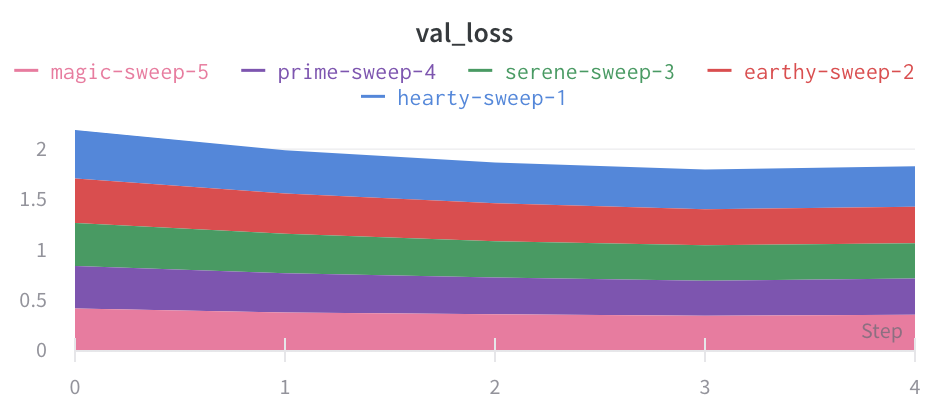 val_loss
magic-sweep-5 prime-sweep-4 serene-sweep-3 earthy-sweep-2
hearty-sweep-1
2
1.5
1
0.5
Step
0
0 1 2 3 4